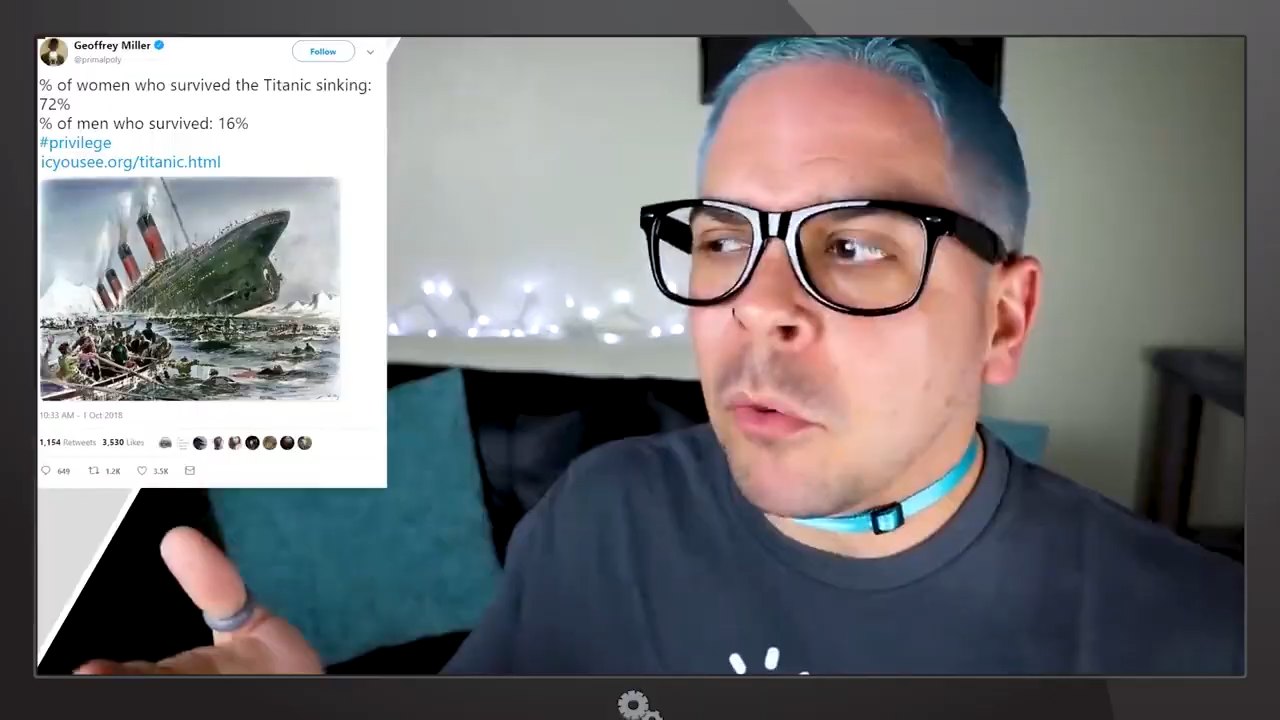 Geoffrey Miller
@primalpoly
Follow
% of women who survived the Titanic sinking:
72%
% of men who survived: 16%
#privilege
icyousee.org/titanic.html
10:33 AM - 1 Oct 2018
1,154 Retweets 3,530 Likes
649 1.2K 3.5K